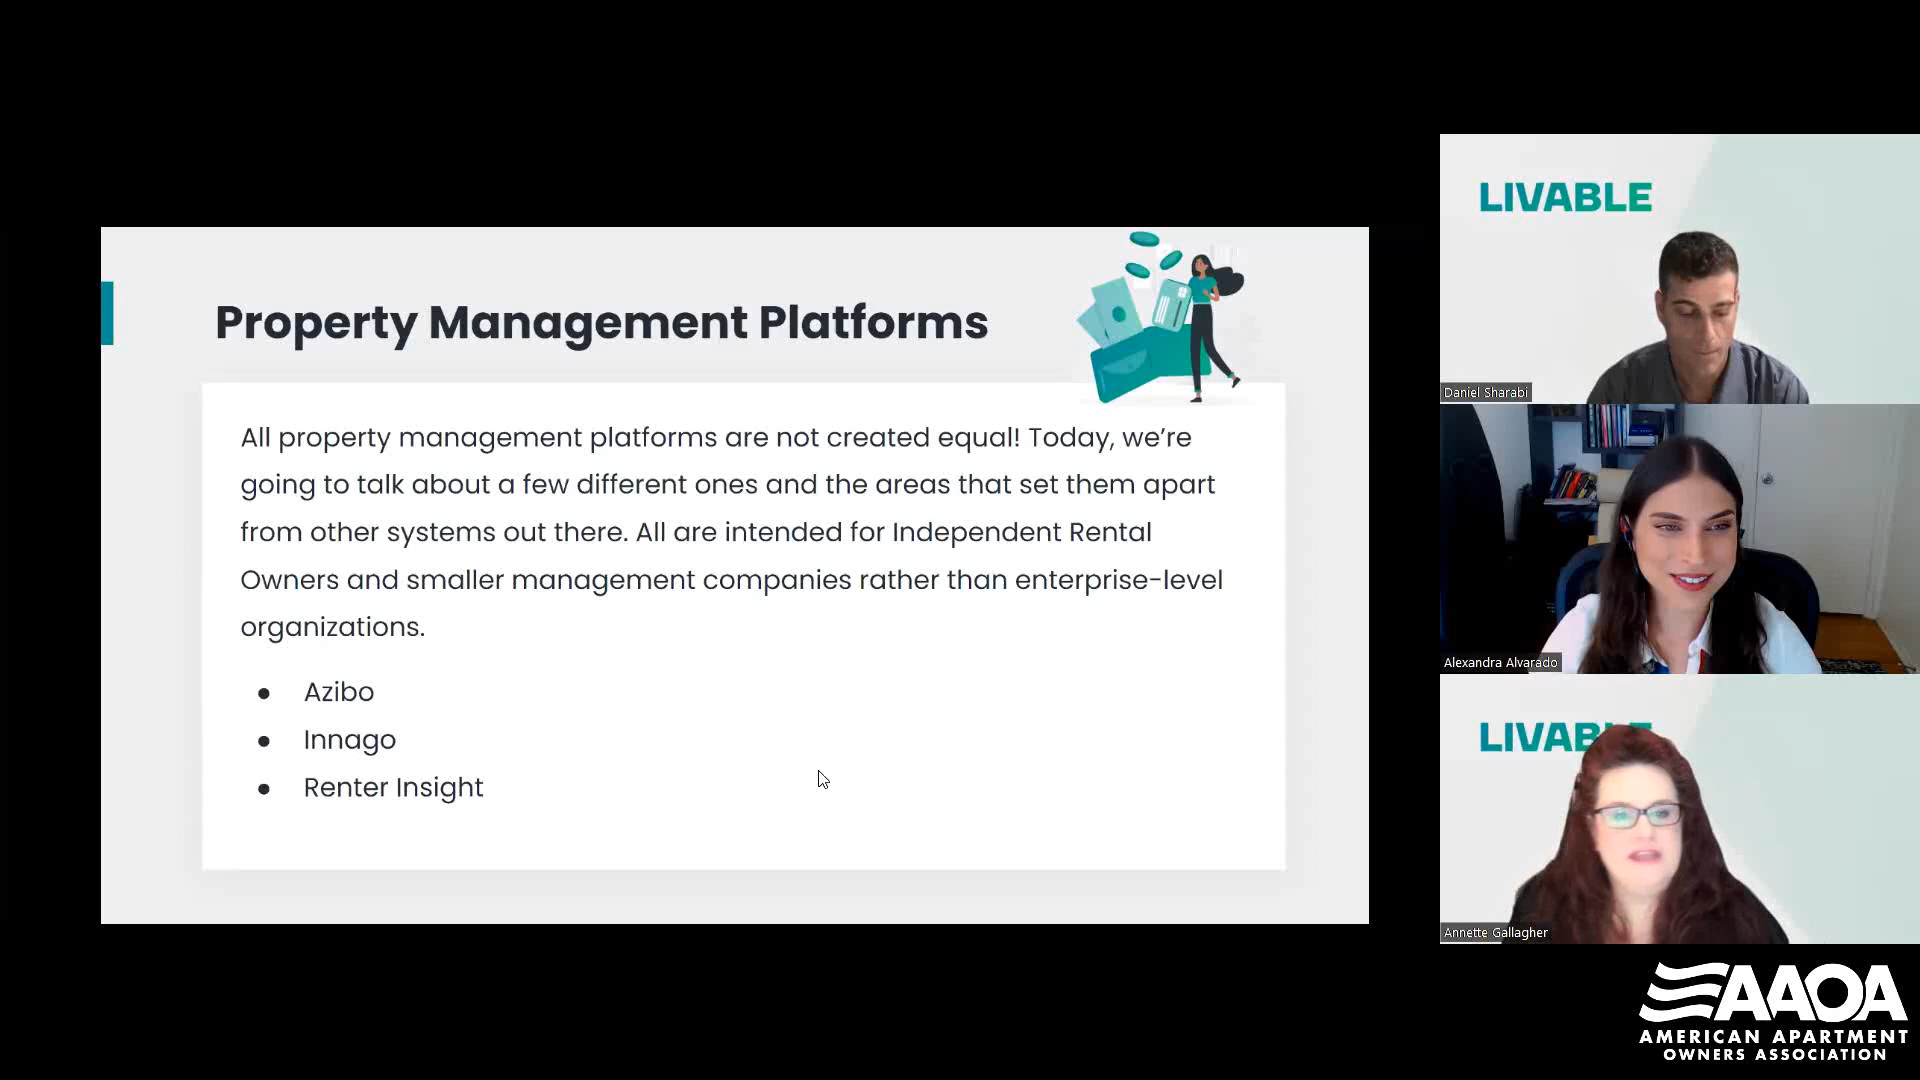 Property Management Platforms
All property management platforms are not created equal! Today, we’re
going to talk about a few different ones and the areas that set them apart
from other systems out there. All are intended for Independent Rental
Owners and smaller management companies rather than enterprise-level
organizations.
● Azibo
● Innago
● Renter Insight
LIVABLE
Daniel Sharabi
Alexandra Alvarado
LIVAB
Annette Gallagher
AAOA
AMERICAN APARTMENT
OWNERS ASSOCIATION